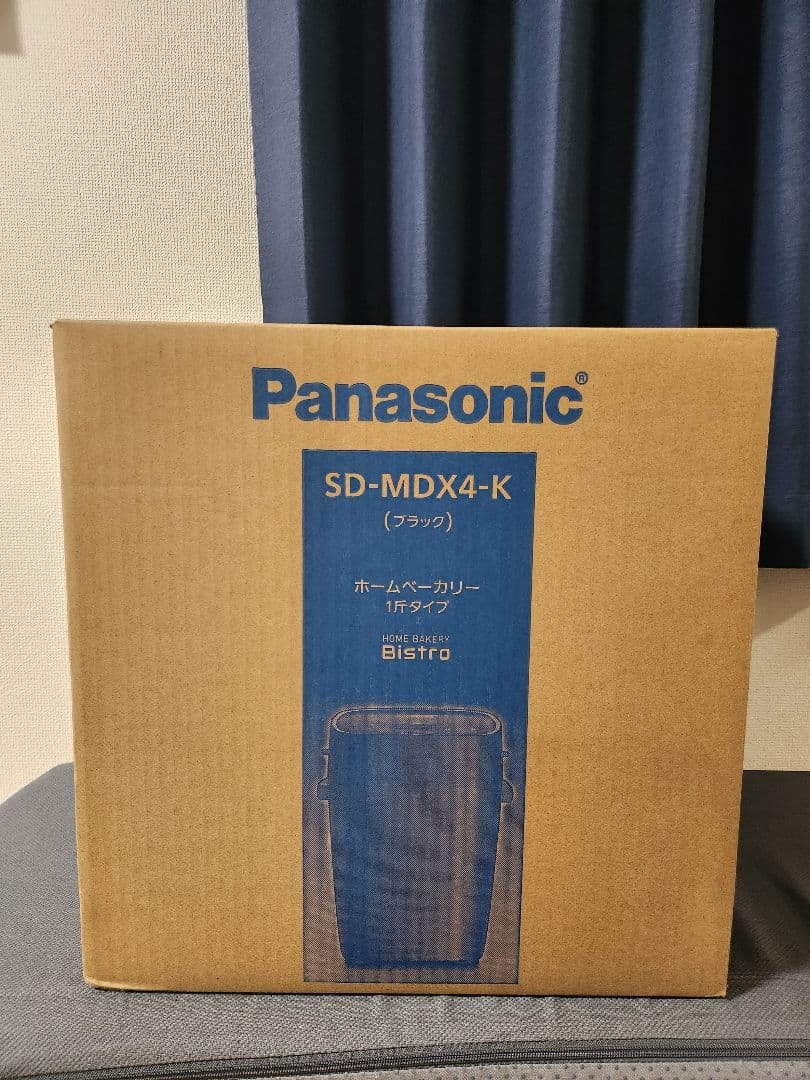 Panasonic®
SD-MDX4-K
(ブラック)
ホームベーカリー
1斤タイプ
HOME BAKERY
Bistro